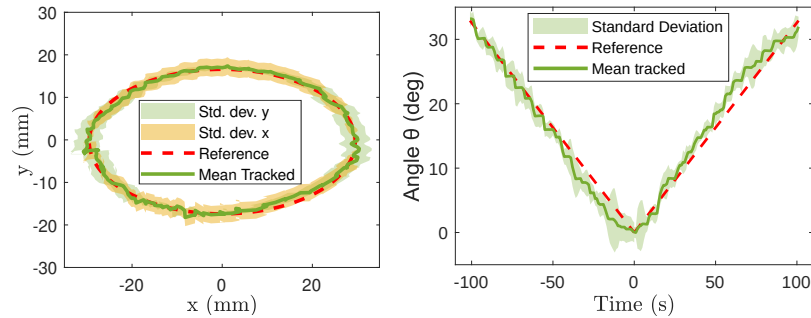 30
20
10
0
-10
-20
-30
y (mm)
-20
0
20
x (mm)
Std. dev. y
Std. dev. x
Reference
Mean Tracked
30
20
10
0
Angle θ (deg)
-100
-50
0
50
100
Time (s)
Standard Deviation
Reference
Mean tracked